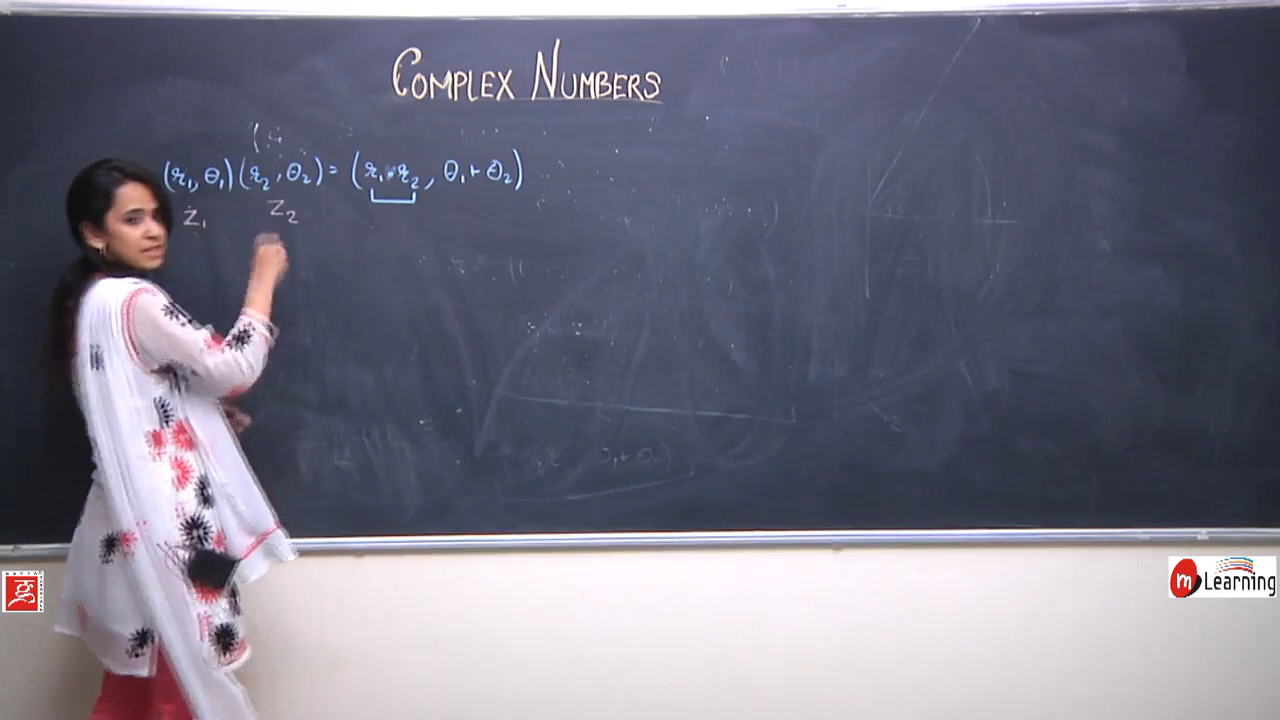 COMPLEX NUMBERS
(r₁, θ₁)(r₂, θ₂) = (r₁·r₂, θ₁+θ₂)
Z₁ Z₂
m Learning